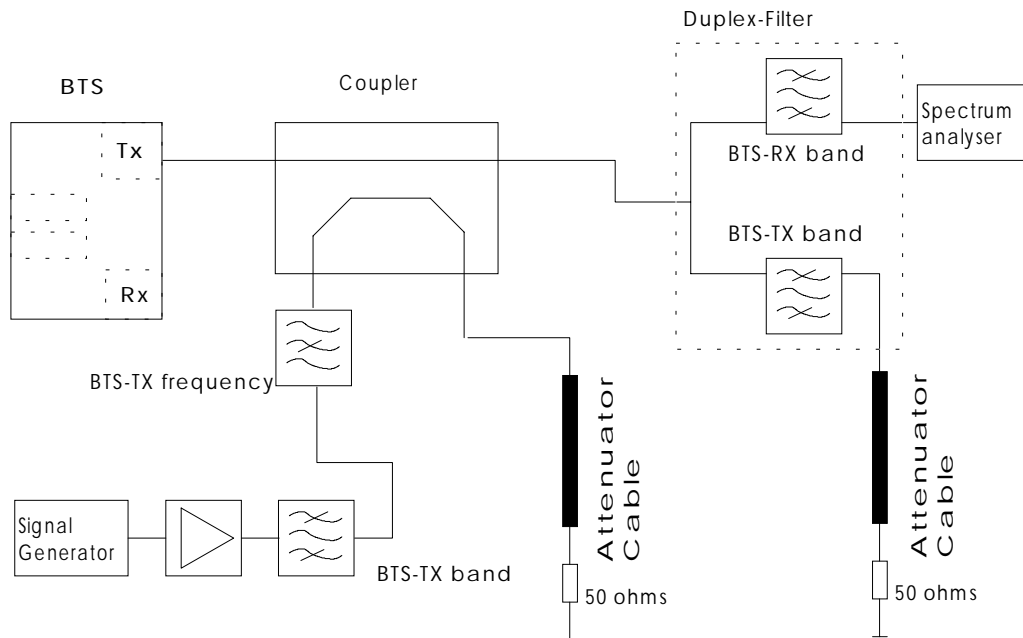 Duplex-Filter
BTS
Coupler
Tx
Spectrum
analyser
BTS-RX band
BTS-TX band
Rx
BTS-TX frequency
Attenuator
Cable
Attenuator
Cable
Signal
Generator
BTS-TX band
50 ohms
50 ohms